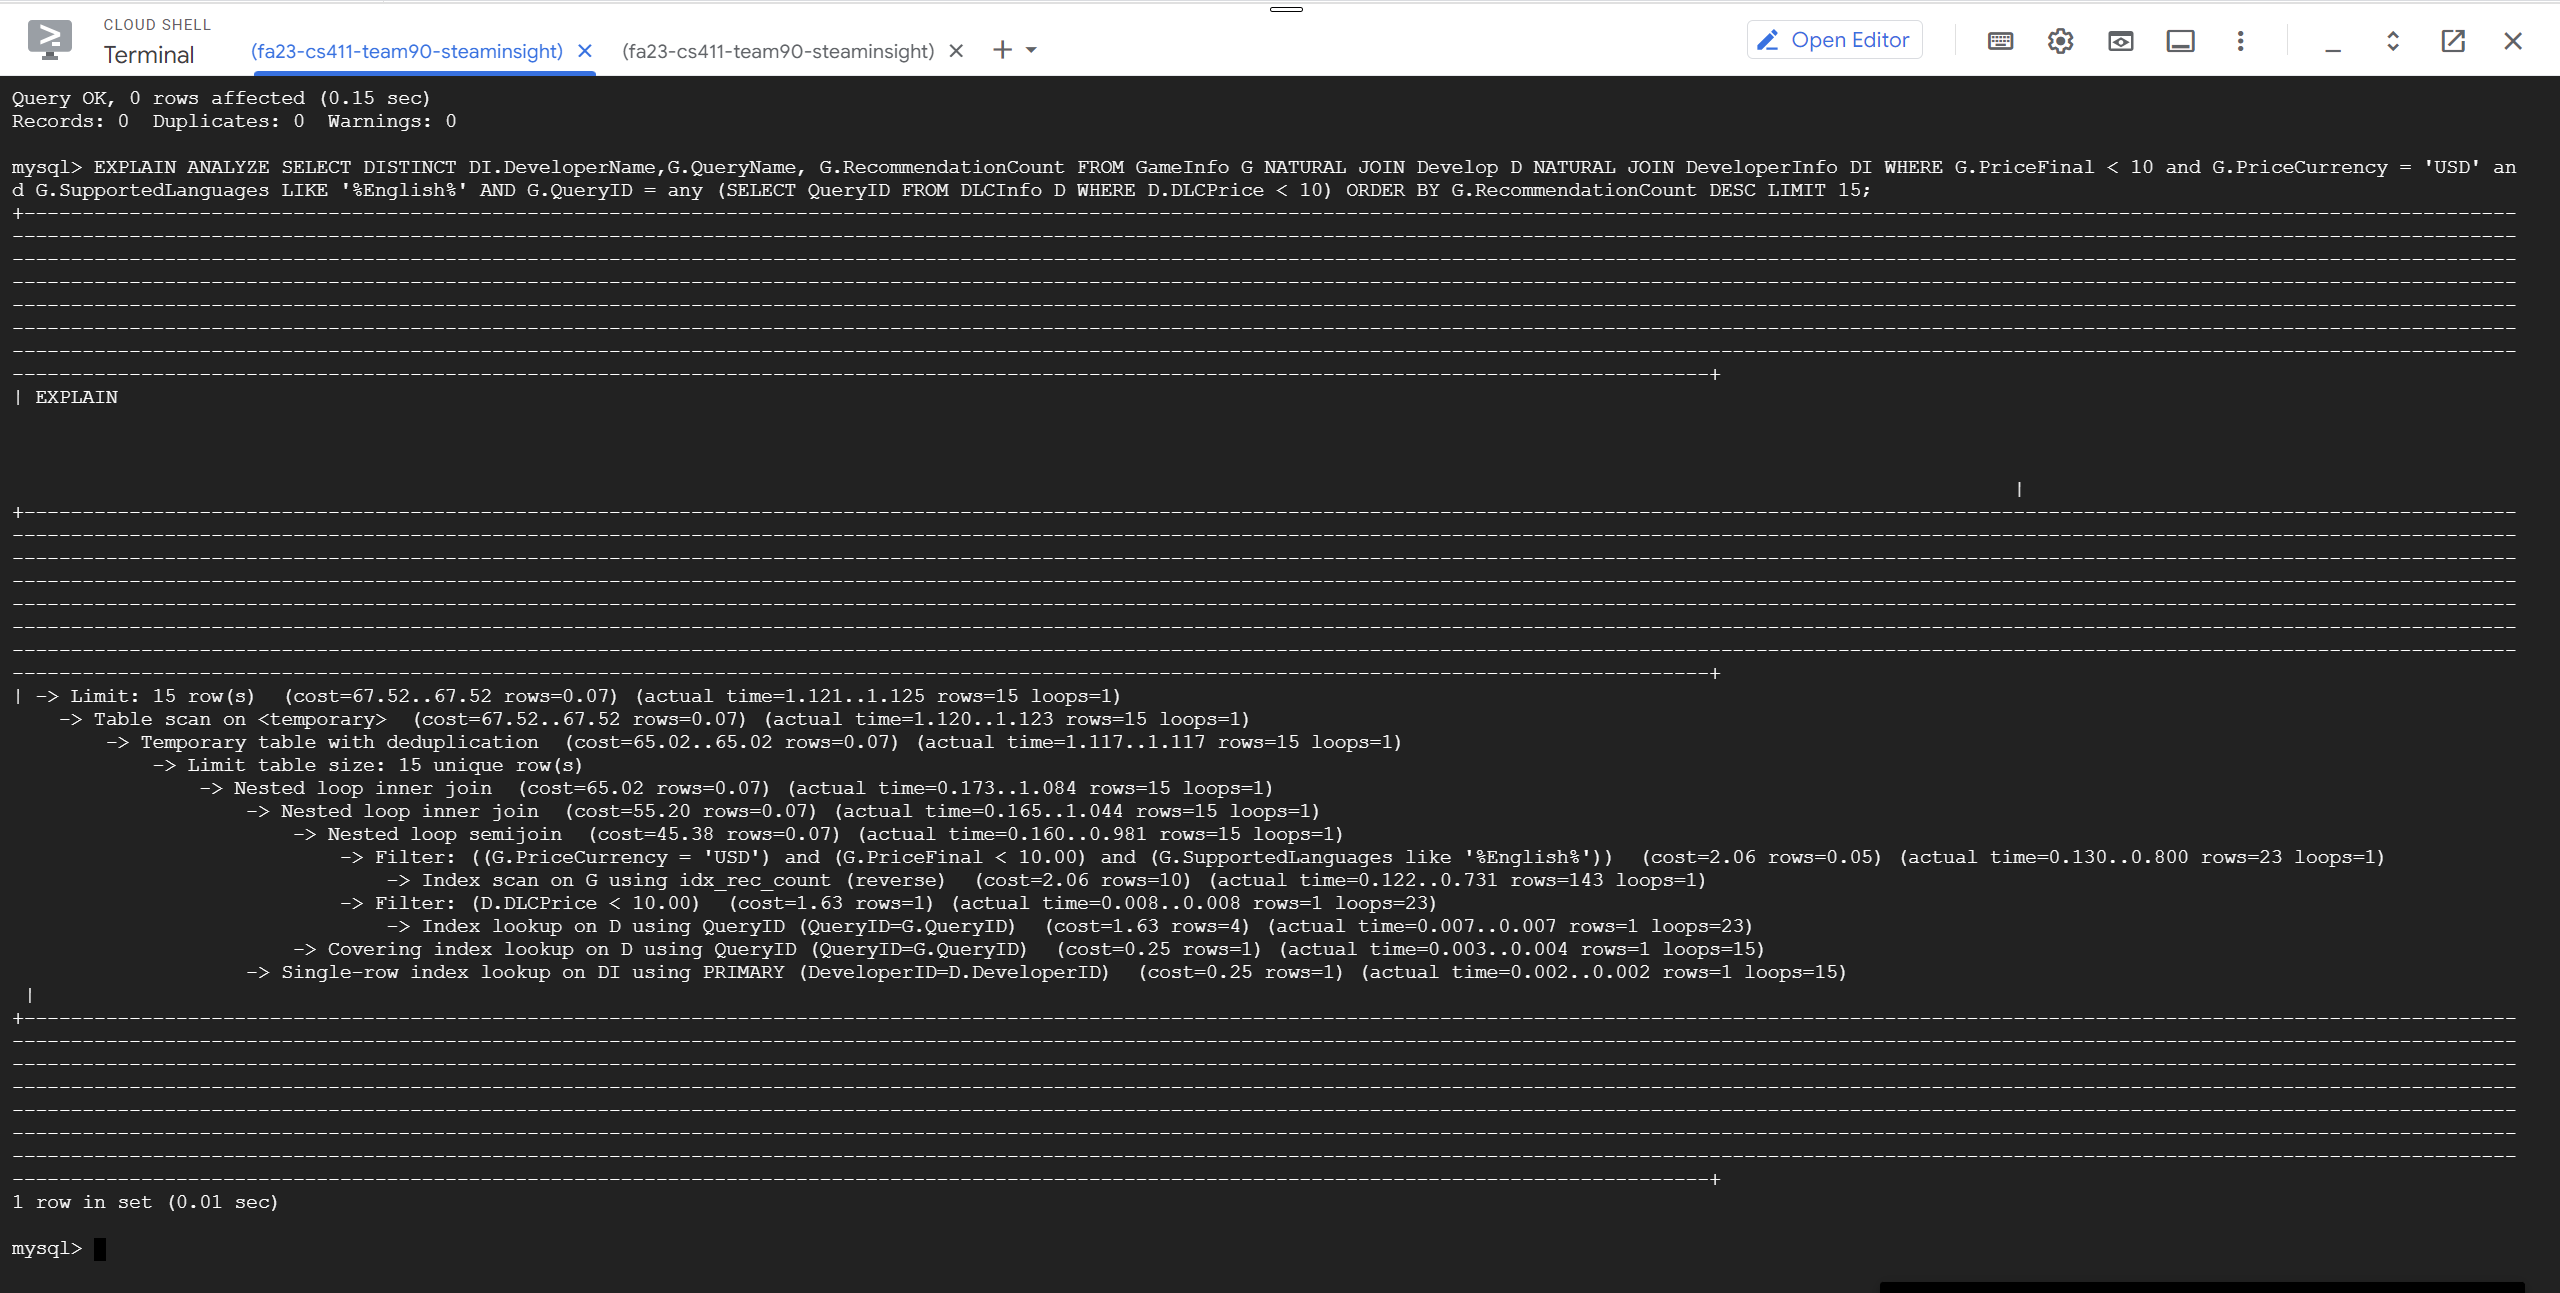 CLOUD SHELL
Terminal
(fa23-cs411-team90-steaminsight)
(fa23-cs411-team90-steaminsight)
Open Editor
Query OK, 0 rows affected (0.15 sec)
Records: 0  Duplicates: 0  Warnings: 0
mysql> EXPLAIN ANALYZE SELECT DISTINCT DI.DeveloperName,G.QueryName, G.RecommendationCount FROM GameInfo G NATURAL JOIN Develop D NATURAL JOIN DeveloperInfo DI WHERE G.PriceFinal < 10 and G.PriceCurrency = 'USD' an
d G.SupportedLanguages LIKE '%English%' AND G.QueryID = any (SELECT QueryID FROM DLCInfo D WHERE D.DLCPrice < 10) ORDER BY G.RecommendationCount DESC LIMIT 15;
| EXPLAIN
|
| -> Limit: 15 row(s)  (cost=67.52..67.52 rows=0.07) (actual time=1.121..1.125 rows=15 loops=1)
    -> Table scan on <temporary>  (cost=67.52..67.52 rows=0.07) (actual time=1.120..1.123 rows=15 loops=1)
        -> Temporary table with deduplication  (cost=65.02..65.02 rows=0.07) (actual time=1.117..1.117 rows=15 loops=1)
            -> Limit table size: 15 unique row(s)
                -> Nested loop inner join  (cost=65.02 rows=0.07) (actual time=0.173..1.084 rows=15 loops=1)
                    -> Nested loop inner join  (cost=55.20 rows=0.07) (actual time=0.165..1.044 rows=15 loops=1)
                        -> Nested loop semijoin  (cost=45.38 rows=0.07) (actual time=0.160..0.981 rows=15 loops=1)
                            -> Filter: ((G.PriceCurrency = 'USD') and (G.PriceFinal < 10.00) and (G.SupportedLanguages like '%English%'))  (cost=2.06 rows=0.05) (actual time=0.130..0.800 rows=23 loops=1)
                                -> Index scan on G using idx_rec_count (reverse)  (cost=2.06 rows=10) (actual time=0.122..0.731 rows=143 loops=1)
                            -> Filter: (D.DLCPrice < 10.00)  (cost=1.63 rows=1) (actual time=0.008..0.008 rows=1 loops=23)
                                -> Index lookup on D using QueryID (QueryID=G.QueryID)  (cost=1.63 rows=4) (actual time=0.007..0.007 rows=1 loops=23)
                        -> Covering index lookup on D using QueryID (QueryID=G.QueryID)  (cost=0.25 rows=1) (actual time=0.003..0.004 rows=1 loops=15)
                    -> Single-row index lookup on DI using PRIMARY (DeveloperID=D.DeveloperID)  (cost=0.25 rows=1) (actual time=0.002..0.002 rows=1 loops=15)
|
1 row in set (0.01 sec)
mysql>